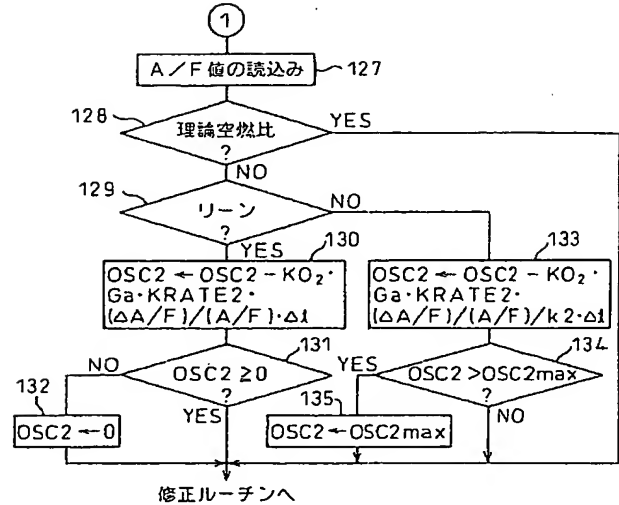 1
A/F値の読込み
127
128
理論空燃比
?
YES
NO
129
リーン
?
NO
YES
130
OSC2 ← OSC2 - KO₂・
Ga・KRATE2・
(ΔA/F)/(A/F)・Δt
133
OSC2 ← OSC2 - KO₂・
Ga・KRATE2・
(ΔA/F)/(A/F)/k2・Δt
131
NO
OSC2≧0
?
YES
134
YES
OSC2>OSC2max
?
NO
132
OSC2←0
135
OSC2←OSC2max
修正ルーチンへ